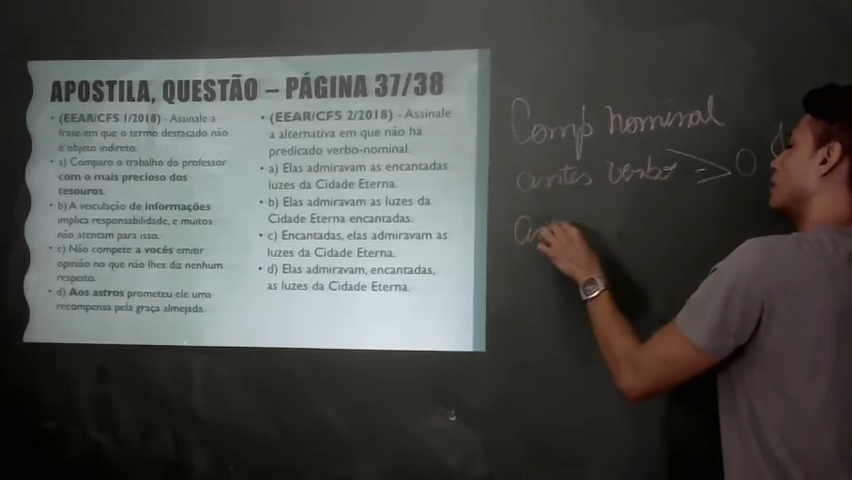 APOSTILA, QUESTÃO – PÁGINA 37/38
• (EEAR/CFS 1/2018) - Assinale a
frase em que o termo destacado não
é objeto indireto.
• a) Comparo o trabalho do professor
com o mais precioso dos
tesouros.
• b) A veiculação de informações
implica responsabilidade, e muitos
não atentam para isso.
• c) Não compete a vocês emitir
opinião no que não lhes diz nenhum
respeito.
• d) Aos astros prometeu ele uma
recompensa pela graça almejada.
• (EEAR/CFS 2/2018) - Assinale
a alternativa em que não há
predicado verbo-nominal.
• a) Elas admiravam as encantadas
luzes da Cidade Eterna.
• b) Elas admiravam as luzes da
Cidade Eterna encantadas.
• c) Encantadas, elas admiravam as
luzes da Cidade Eterna.
• d) Elas admiravam, encantadas,
as luzes da Cidade Eterna.
Comp nominal
antes verbo => O